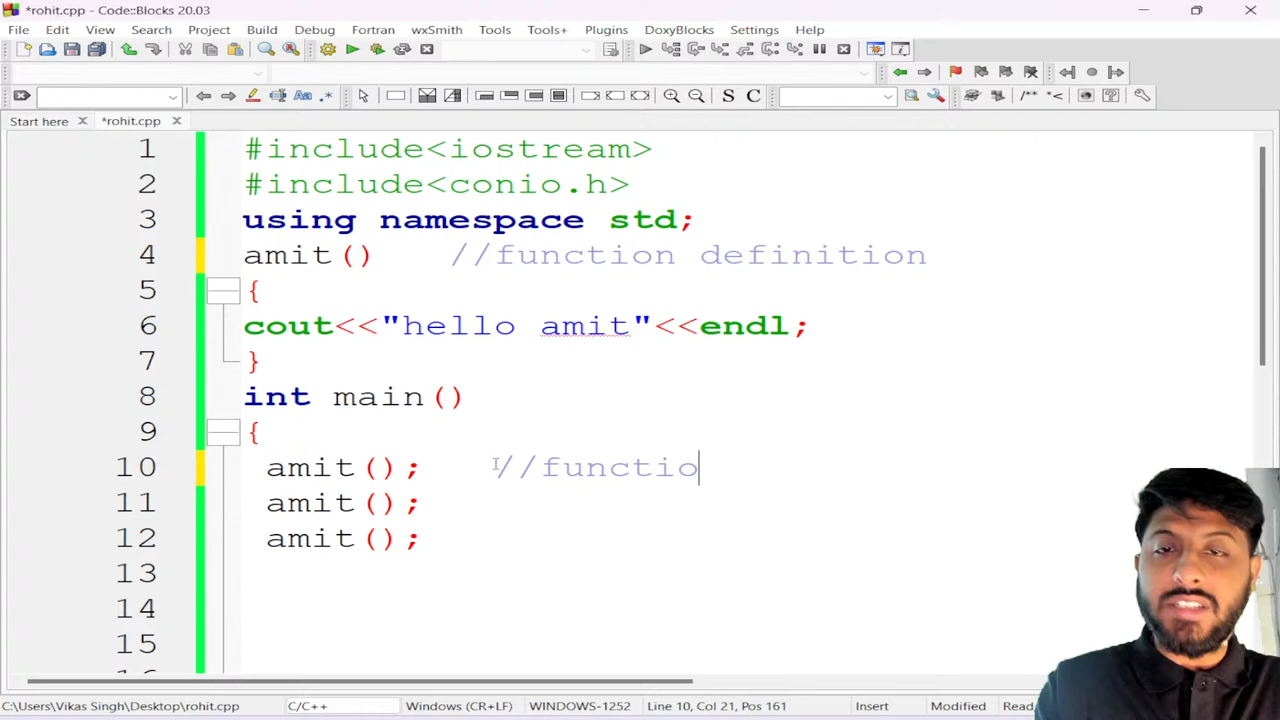 *rohit.cpp - Code::Blocks 20.03
File Edit View Search Project Build Debug Fortran wxSmith Tools Tools+ Plugins DoxyBlocks Settings Help
S C /** *<
Start here *rohit.cpp
1 #include<iostream>
2 #include<conio.h>
3 using namespace std;
4 amit() //function definition
5 {
6 cout<<"hello amit"<<endl;
7 }
8 int main()
9 {
10 amit(); //functio
11 amit();
12 amit();
13
14
15
C:\Users\Vikas Singh\Desktop\rohit.cpp C/C++ Windows (CR+LF) WINDOWS-1252 Line 10, Col 21, Pos 161 Insert Modified